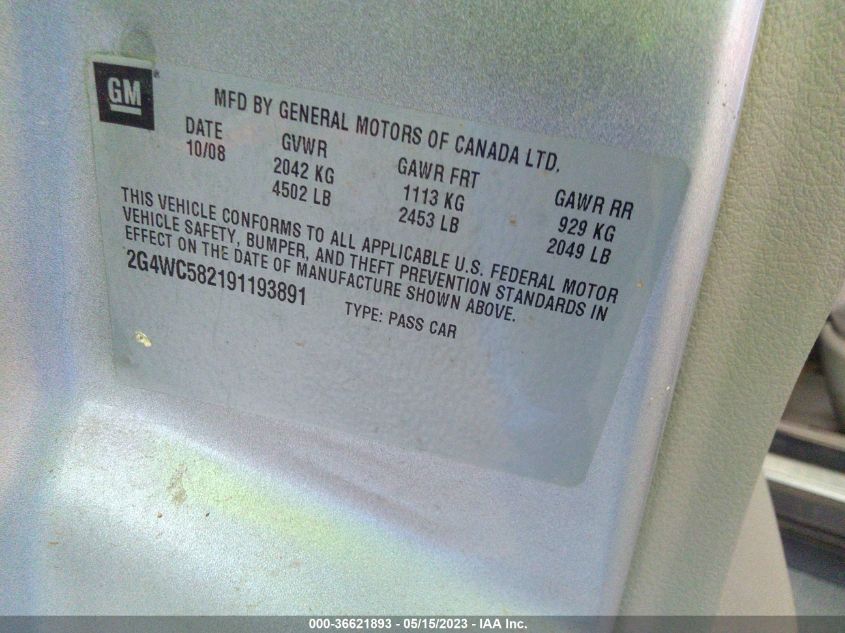 GM
MFD BY GENERAL MOTORS OF CANADA LTD.
DATE GVWR GAWR FRT GAWR RR
10/08 2042 KG 1113 KG 929 KG
4502 LB 2453 LB 2049 LB
THIS VEHICLE CONFORMS TO ALL APPLICABLE U.S. FEDERAL MOTOR
VEHICLE SAFETY, BUMPER, AND THEFT PREVENTION STANDARDS IN
EFFECT ON THE DATE OF MANUFACTURE SHOWN ABOVE.
2G4WC582191193891 TYPE: PASS CAR
000-36621893 - 05/15/2023 - IAA Inc.